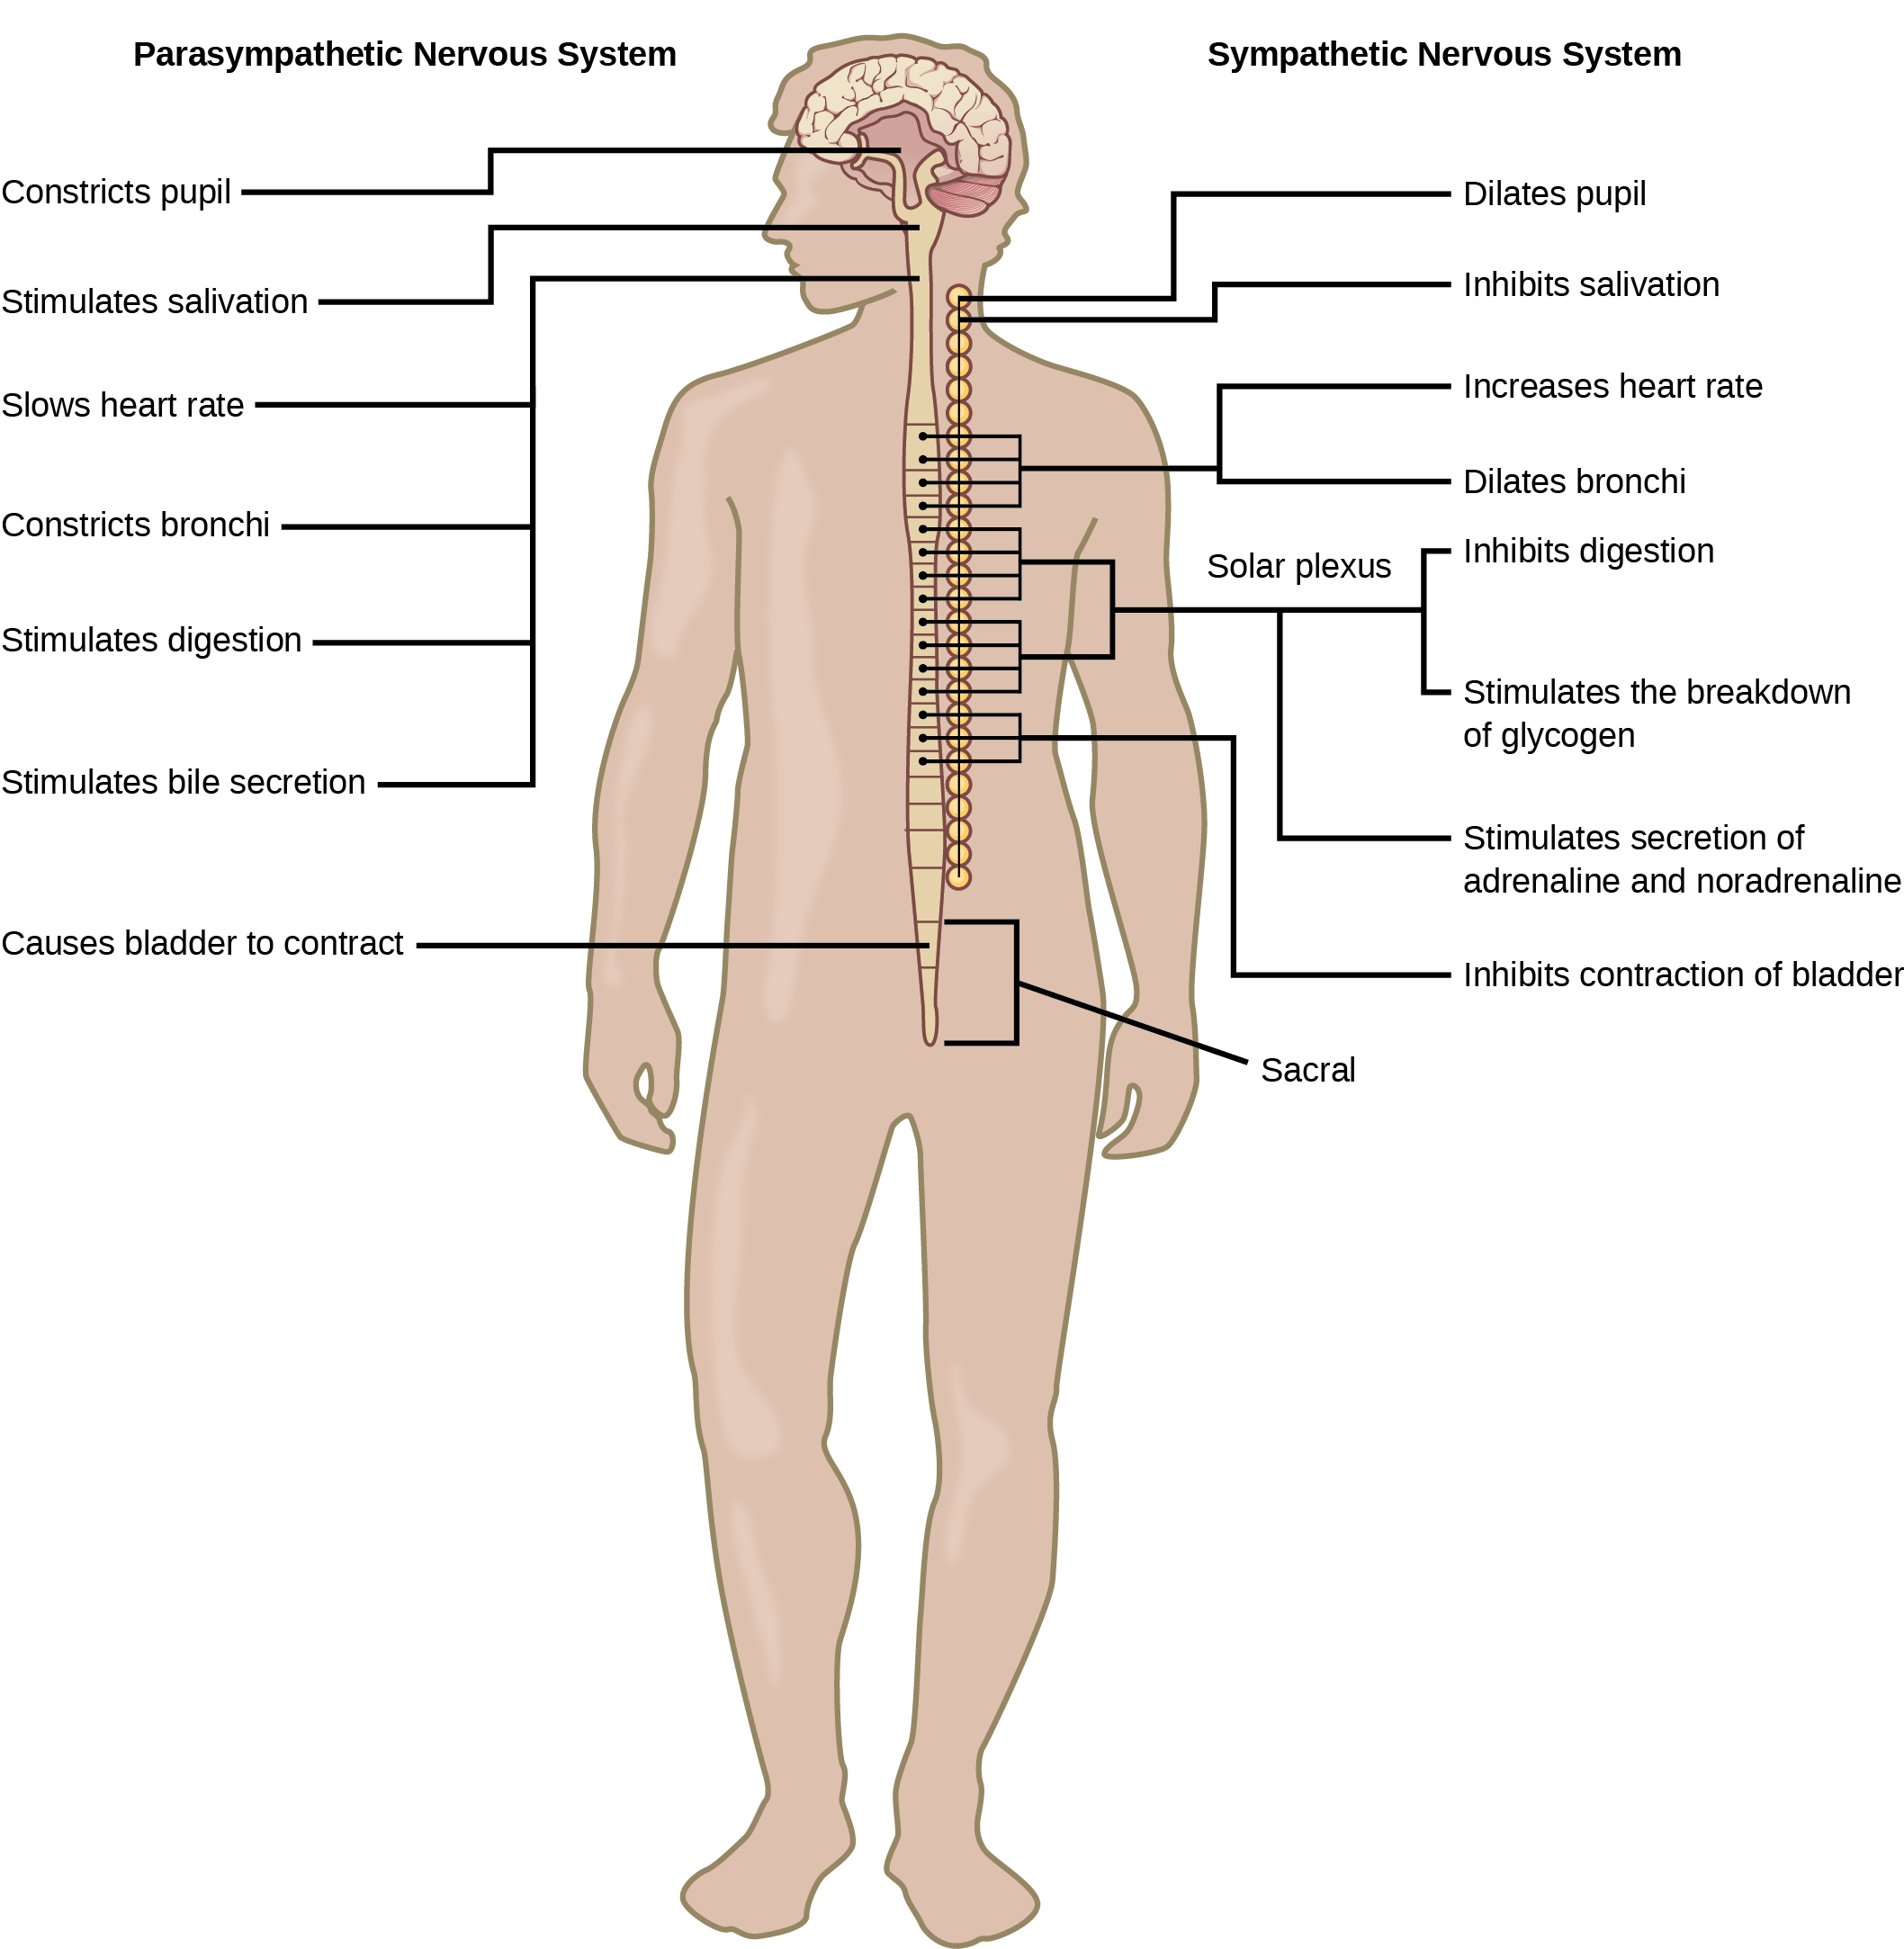 Parasympathetic Nervous System
Constricts pupil
Stimulates salivation
Slows heart rate
Constricts bronchi
Stimulates digestion
Stimulates bile secretion
Causes bladder to contract
Sympathetic Nervous System
Dilates pupil
Inhibits salivation
Increases heart rate
Dilates bronchi
Solar plexus
Inhibits digestion
Stimulates the breakdown
of glycogen
Stimulates secretion of
adrenaline and noradrenaline
Inhibits contraction of bladder
Sacral